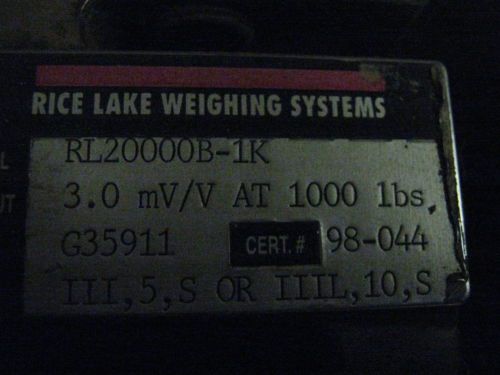 RICE LAKE WEIGHING SYSTEMS
L RL20000B-1K
UT 3.0 mV/V AT 1000 lbs
G35911 CERT.# 98-044
III,5,S OR IIIL,10,S